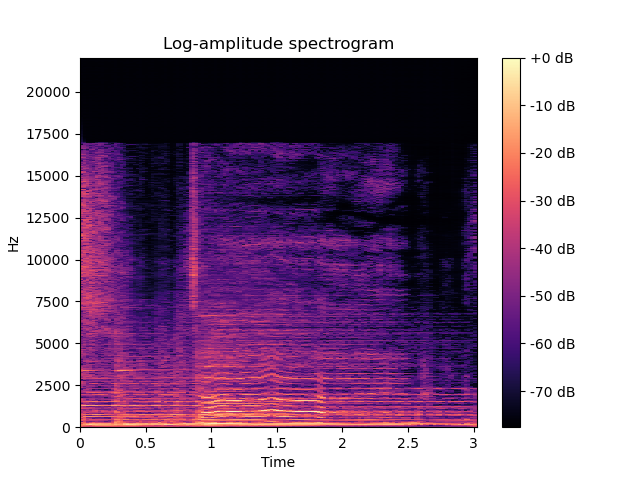 Log-amplitude spectrogram
Hz
20000
17500
15000
12500
10000
7500
5000
2500
0
0 0.5 1 1.5 2 2.5 3
Time
+0 dB
-10 dB
-20 dB
-30 dB
-40 dB
-50 dB
-60 dB
-70 dB